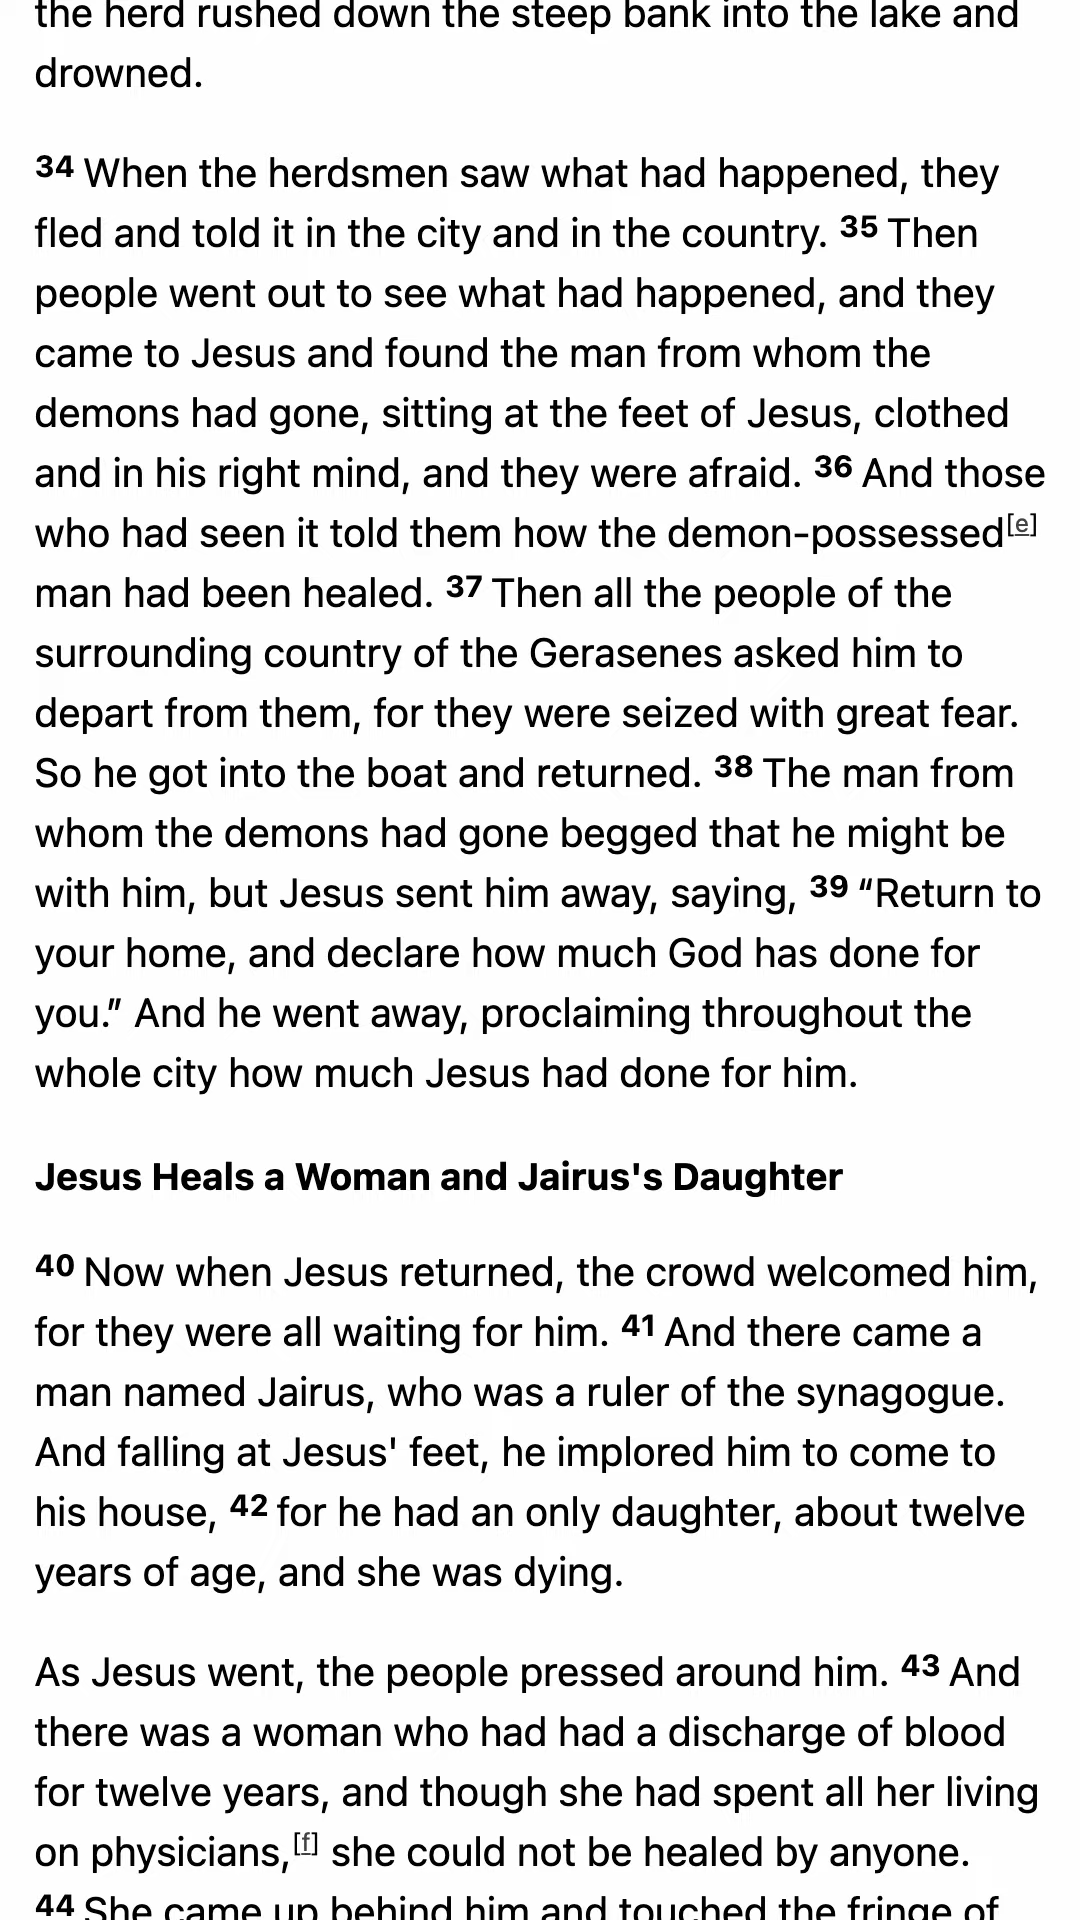 the herd rushed down the steep bank into the lake and
drowned.
34 When the herdsmen saw what had happened, they
fled and told it in the city and in the country. 35 Then
people went out to see what had happened, and they
came to Jesus and found the man from whom the
demons had gone, sitting at the feet of Jesus, clothed
and in his right mind, and they were afraid. 36 And those
who had seen it told them how the demon-possessed[e]
man had been healed. 37 Then all the people of the
surrounding country of the Gerasenes asked him to
depart from them, for they were seized with great fear.
So he got into the boat and returned. 38 The man from
whom the demons had gone begged that he might be
with him, but Jesus sent him away, saying, 39 “Return to
your home, and declare how much God has done for
you.” And he went away, proclaiming throughout the
whole city how much Jesus had done for him.
Jesus Heals a Woman and Jairus's Daughter
40 Now when Jesus returned, the crowd welcomed him,
for they were all waiting for him. 41 And there came a
man named Jairus, who was a ruler of the synagogue.
And falling at Jesus' feet, he implored him to come to
his house, 42 for he had an only daughter, about twelve
years of age, and she was dying.
As Jesus went, the people pressed around him. 43 And
there was a woman who had had a discharge of blood
for twelve years, and though she had spent all her living
on physicians,[f] she could not be healed by anyone.
44 She came up behind him and touched the fringe of